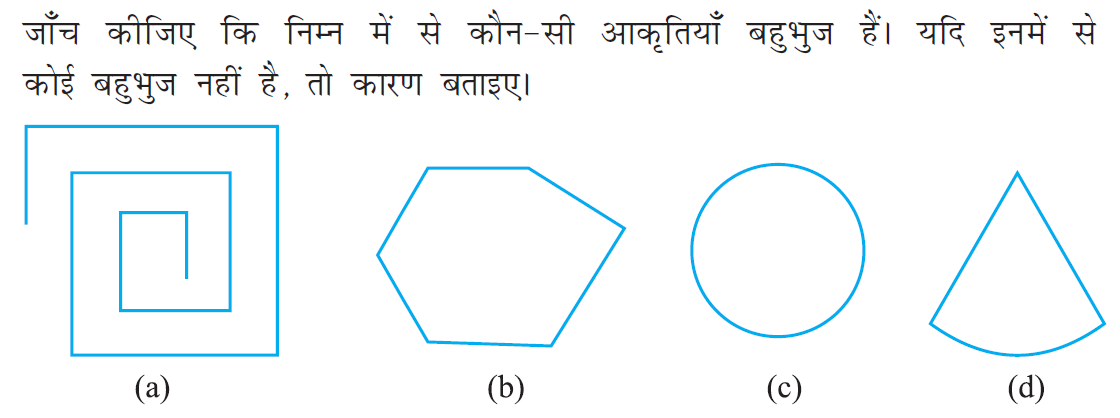 जाँच कीजिए कि निम्न में से कौन-सी आकृतियाँ बहुभुज हैं। यदि इनमें से
कोई बहुभुज नहीं है, तो कारण बताइए।
(a) (b) (c) (d)